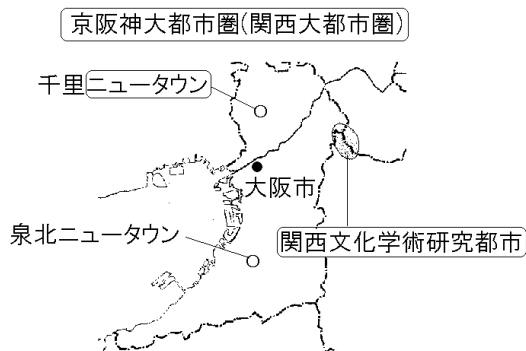 京阪神大都市圏(関西大都市圏)
千里ニュータウン
大阪市
泉北ニュータウン
関西文化学術研究都市